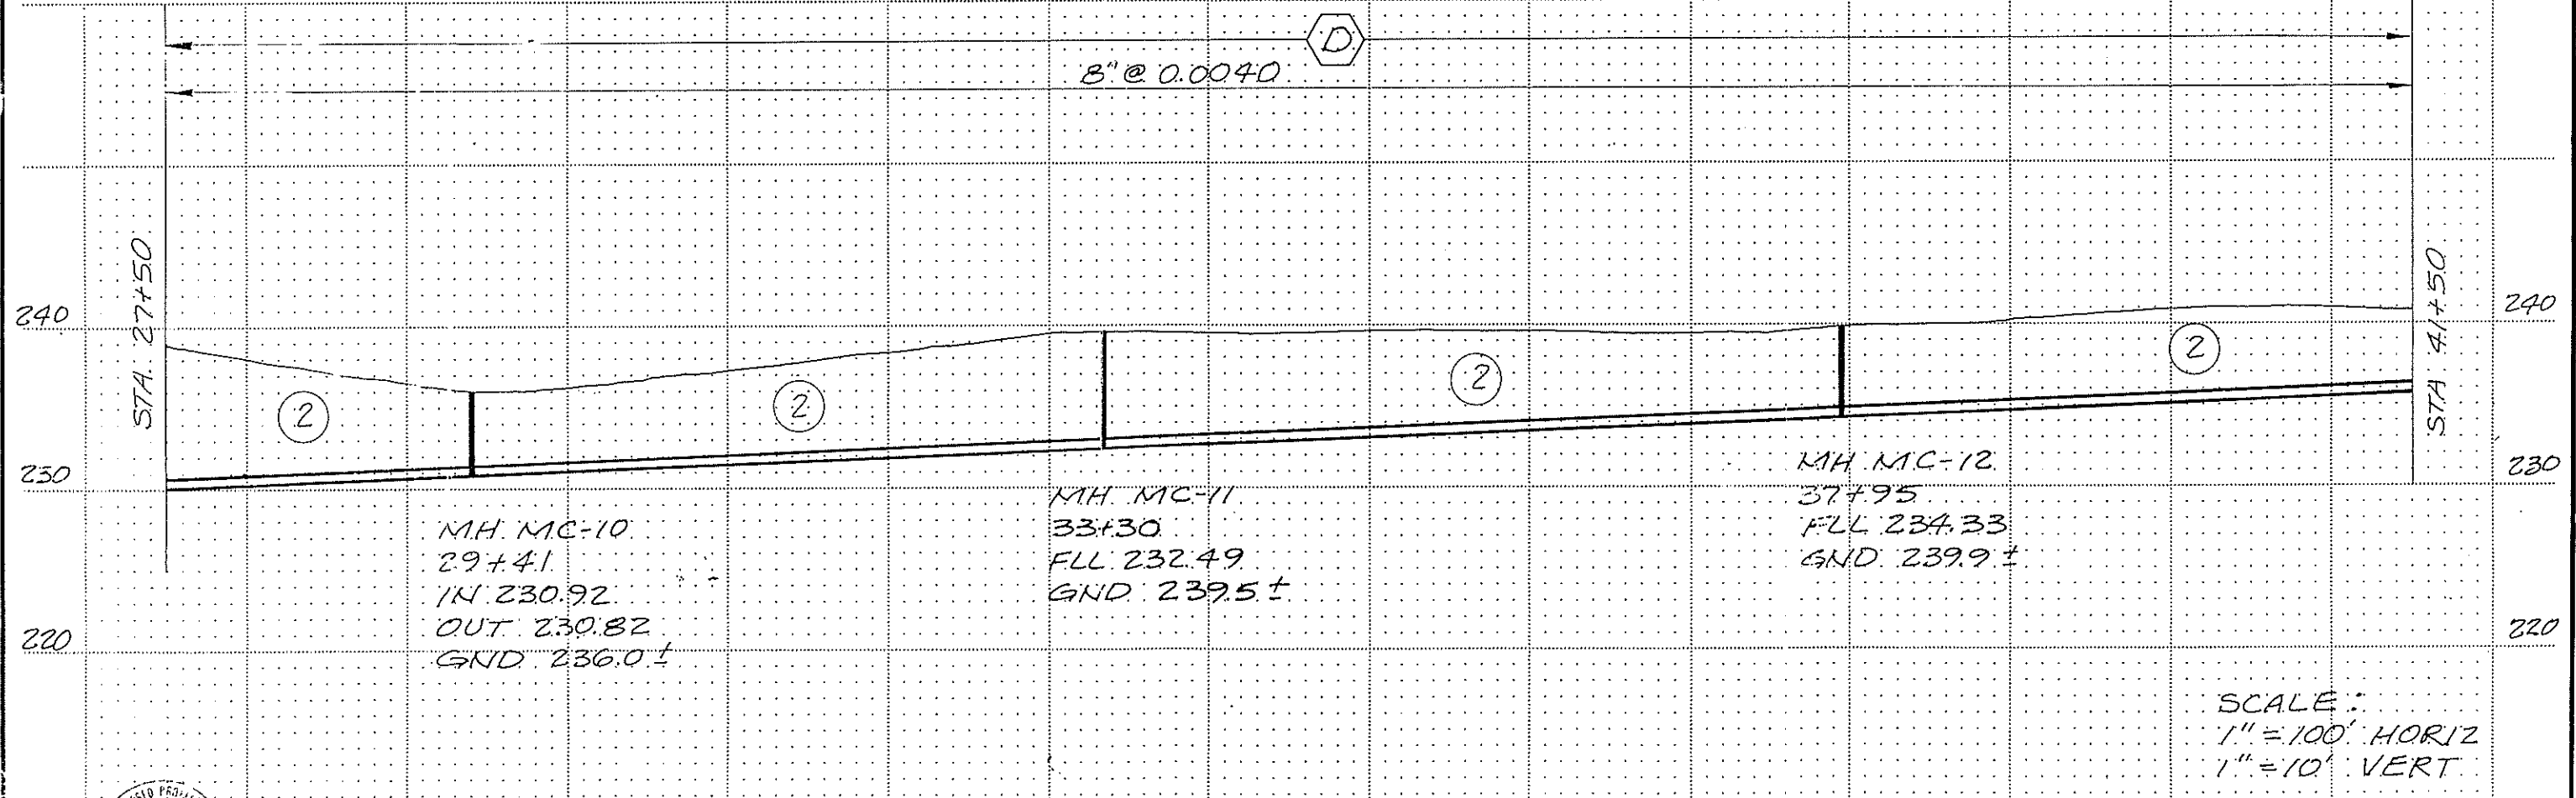 D
8" @ 0.0040
STA. 27+50
STA 41+50
240
240
2
2
2
2
230
230
MH MC-10
29+41
IN 230.92
OUT 230.82
GND 236.0 ±
MH MC-11
33+30
FLL 232.49
GND 239.5 ±
MH MC-12
37+95
FLL 234.33
GND 239.9 ±
220
220
SCALE:
1" = 100' HORIZ
1" = 10' VERT